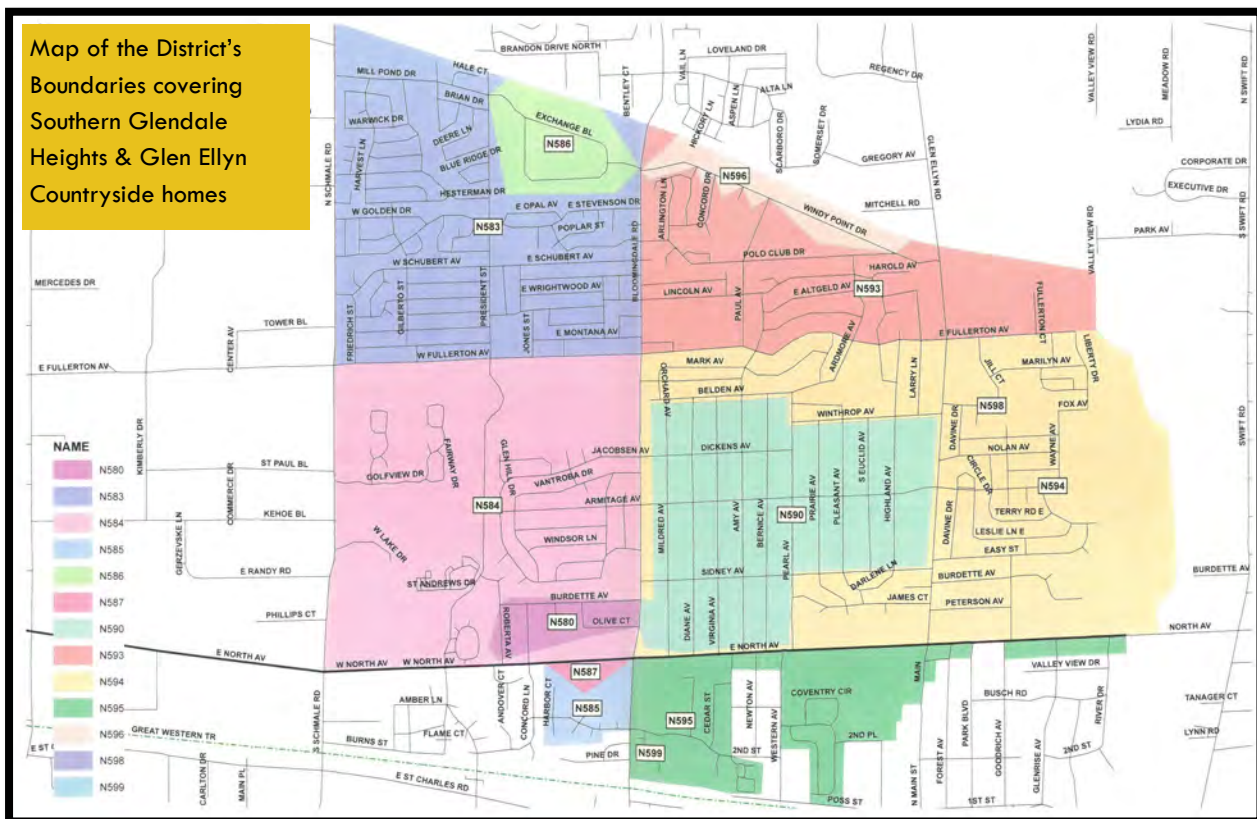 Map of the District's
Boundaries covering
Southern Glendale
Heights & Glen Ellyn
Countryside homes
BRANDON DRIVE NORTH
LOVELAND DR
VAIL LN
REGENCY DR
VALLEY VIEW RD
MEADOW RD
N SWIFT RD
HALE CT
MILL POND DR
BRIAN DR
EXCHANGE BL
BENTLEY CT
ASPEN LN
ALTA LN
HICKORY LN
SCARBORO DR
SOMERSET DR
WARWICK DR
DEERE LN
BLUE RIDGE DR
HARVEST LN
N SCHMALE RD
N586
LYDIA RD
GREGORY AV
GLEN ELLYN RD
CORPORATE DR
EXECUTIVE DR
HESTERMAN DR
N596
CONCORD DR
ARLINGTON LN
W GOLDEN DR
E OPAL AV
E STEVENSON DR
POPLAR ST
N583
MITCHELL RD
WINDY POINT DR
PARK AV
VALLEY VIEW RD
S SWIFT RD
W SCHUBERT AV
E SCHUBERT AV
BLOOMINGDALE RD
POLO CLUB DR
HAROLD AV
MERCEDES DR
E WRIGHTWOOD AV
LINCOLN AV
E ALTGELD AV
N593
PAUL AV
GILBERTO ST
PRESIDENT ST
FRIEDRICH ST
JONES ST
FULLERTON CT
TOWER BL
CENTER AV
E MONTANA AV
ARDMORE AV
E FULLERTON AV
LIBERTY DR
E FULLERTON AV
W FULLERTON AV
MARK AV
LARRY LN
JILL CT
MARILYN AV
ORCHARD AV
BELDEN AV
WINTHROP AV
N598
FOX AV
NAME
N580
N583
N584
N585
N586
N587
N590
N593
N594
N595
N596
N598
N599
KIMBERLY DR
COMMERCE DR
ST PAUL BL
GOLFVIEW DR
FAIRWAY DR
GLEN HILL DR
JACOBSEN AV
VANTROBA DR
DICKENS AV
S EUCLID AV
DAVINE DR
NOLAN AV
WAYNE AV
SWIFT RD
CIRCLE DR
N594
KEHOE BL
N584
ARMITAGE AV
MILDRED AV
AMY AV
BERNICE AV
N590
PRAIRIE AV
PLEASANT AV
HIGHLAND AV
TERRY RD E
DAVINE DR
LESLIE LN E
EASY ST
W LAKE DR
WINDSOR LN
PEARL AV
E RANDY RD
ST ANDREWS DR
SIDNEY AV
DARLENE LN
BURDETTE AV
BURDETTE AV
BURDETTE AV
JAMES CT
PETERSON AV
PHILLIPS CT
ROBERTA AV
N580
OLIVE CT
DIANE AV
VIRGINIA AV
E NORTH AV
NORTH AV
E NORTH AV
W NORTH AV
W NORTH AV
N587
MAIN
VALLEY VIEW DR
AMBER LN
ANDOVER CT
CONCORD LN
HARBOR CT
N585
N595
CEDAR ST
NEWTON AV
WESTERN AV
COVENTRY CIR
PARK BLVD
BUSCH RD
RIVER DR
TANAGER CT
S SCHMALE RD
GREAT WESTERN TR
FLAME CT
BURNS ST
PINE DR
N599
2ND ST
2ND PL
FOREST AV
GOODRICH AV
GLENRISE AV
2ND ST
LYNN RD
CARLTON DR
MAIN PL
E ST CHARLES RD
POSS ST
N MAIN ST
1ST ST